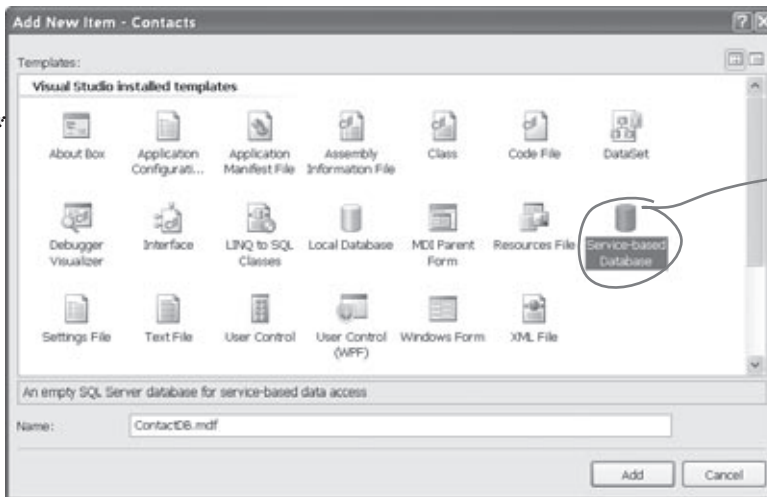 Add New Item - Contacts
Templates:
Visual Studio installed templates
About Box
Application
Configurati...
Application
Manifest File
Assembly
Information File
Class
Code File
DataSet
Debugger
Visualizer
Interface
LINQ to SQL
Classes
Local Database
MDI Parent
Form
Resources File
Service-based
Database
Settings File
Text File
User Control
User Control
(WPF)
Windows Form
XML File
An empty SQL Server database for service-based data access
Name:
ContactDB.mdf
Add
Cancel